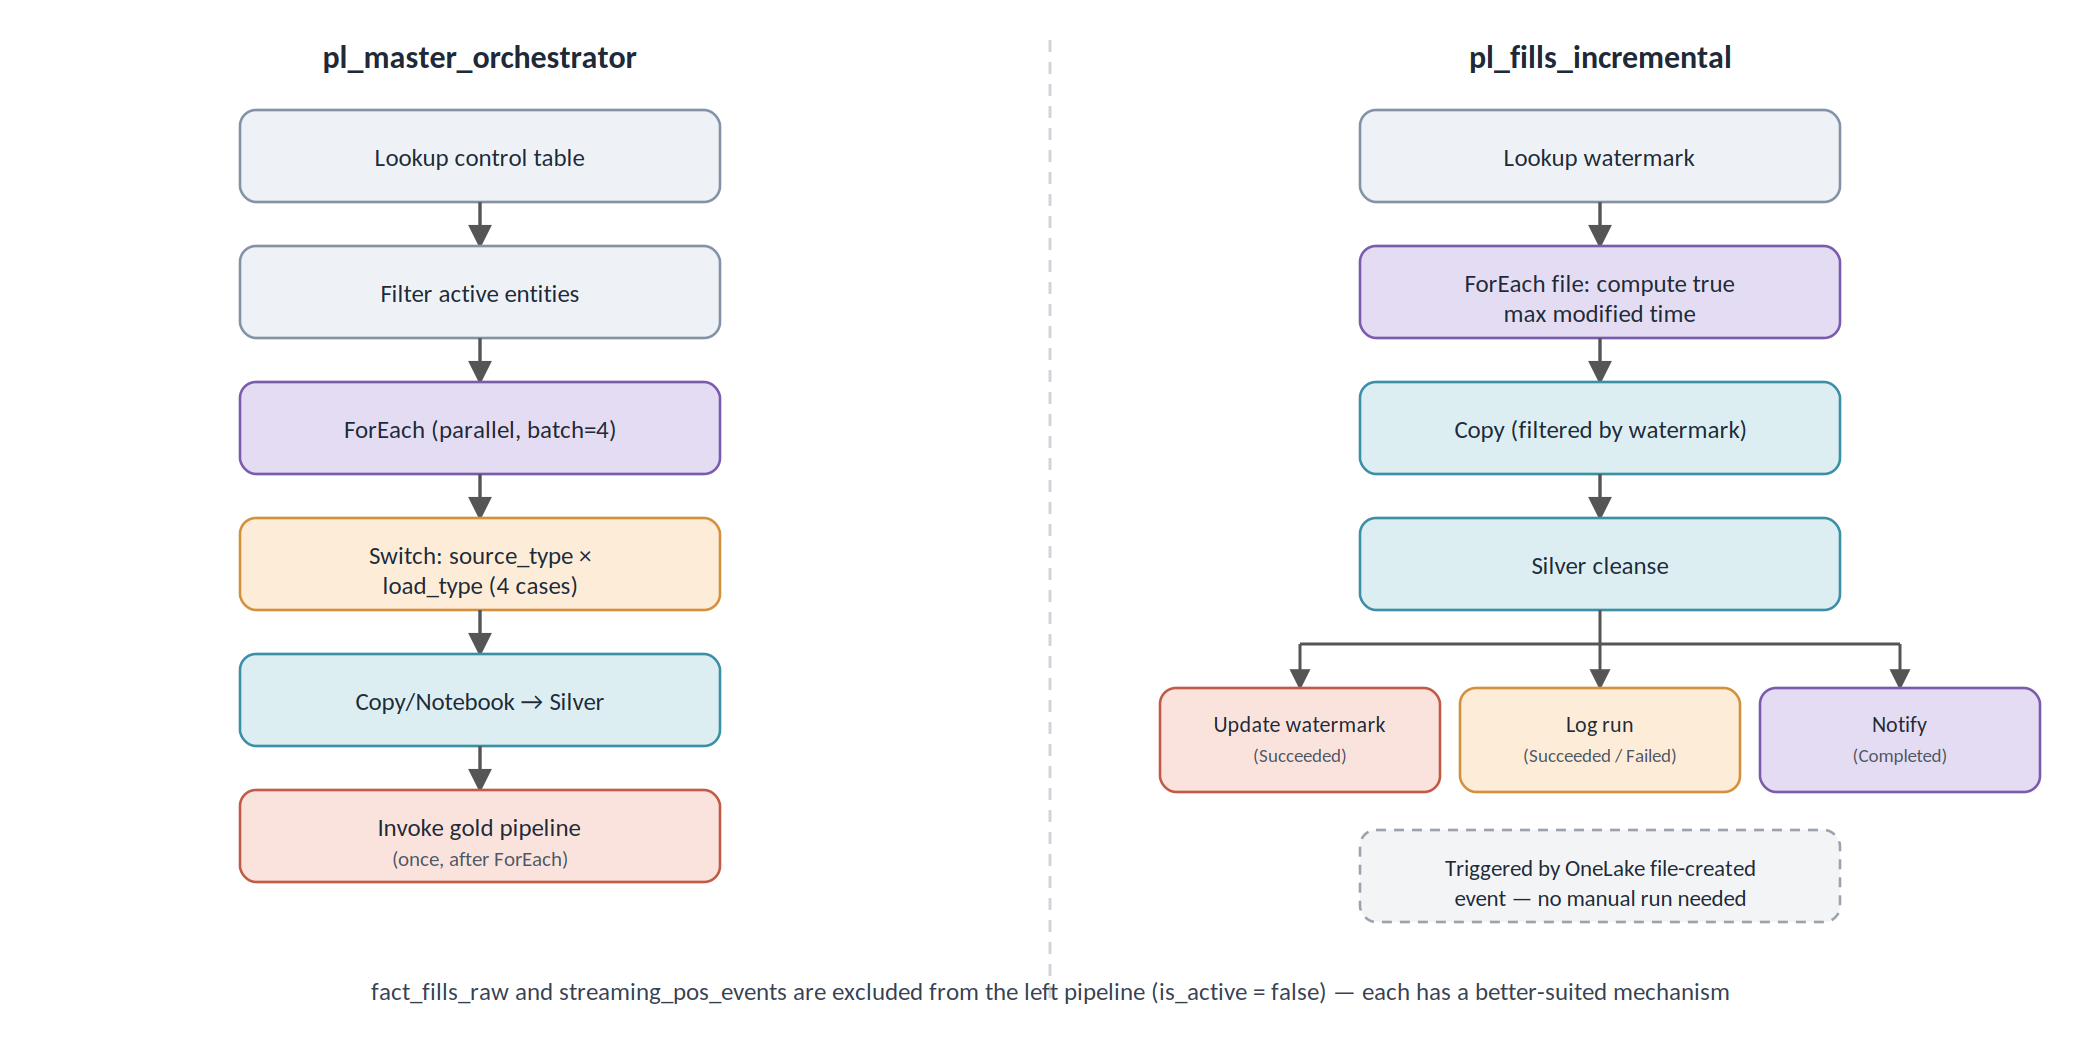 pl_master_orchestrator
Lookup control table
Filter active entities
ForEach (parallel, batch=4)
Switch: source_type ×
load_type (4 cases)
Copy/Notebook → Silver
Invoke gold pipeline
(once, after ForEach)
pl_fills_incremental
Lookup watermark
ForEach file: compute true
max modified time
Copy (filtered by watermark)
Silver cleanse
Update watermark
(Succeeded)
Log run
(Succeeded / Failed)
Notify
(Completed)
Triggered by OneLake file-created
event — no manual run needed
fact_fills_raw and streaming_pos_events are excluded from the left pipeline (is_active = false) — each has a better-suited mechanism